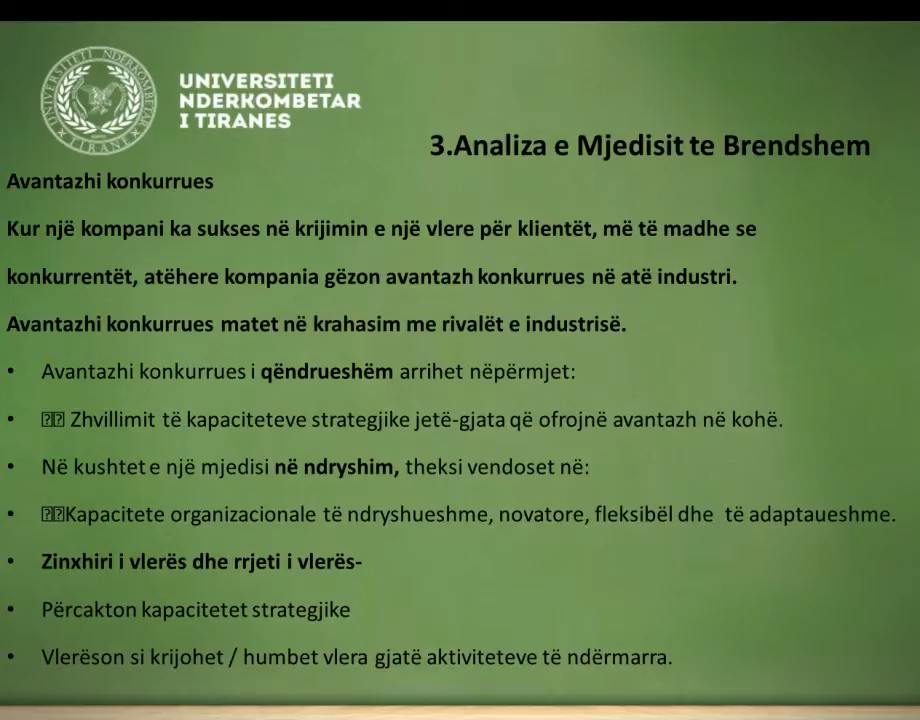 UNIVERSITETI NDERKOMBETAR
TIRANE
UNIVERSITETI
NDERKOMBETAR
I TIRANES
3.Analiza e Mjedisit te Brendshem
Avantazhi konkurrues
Kur një kompani ka sukses në krijimin e një vlere për klientët, më të madhe se
konkurrentët, atëhere kompania gëzon avantazh konkurrues në atë industri.
Avantazhi konkurrues matet në krahasim me rivalët e industrisë.
• Avantazhi konkurrues i qëndrueshëm arrihet nëpërmjet:
• Zhvillimit të kapaciteteve strategjike jetë-gjata që ofrojnë avantazh në kohë.
• Në kushtet e një mjedisi në ndryshim, theksi vendoset në:
• Kapacitete organizacionale të ndryshueshme, novatore, fleksibël dhe të adaptaueshme.
• Zinxhiri i vlerës dhe rrjeti i vlerës-
• Përcakton kapacitetet strategjike
• Vlerëson si krijohet / humbet vlera gjatë aktiviteteve të ndërmarra.